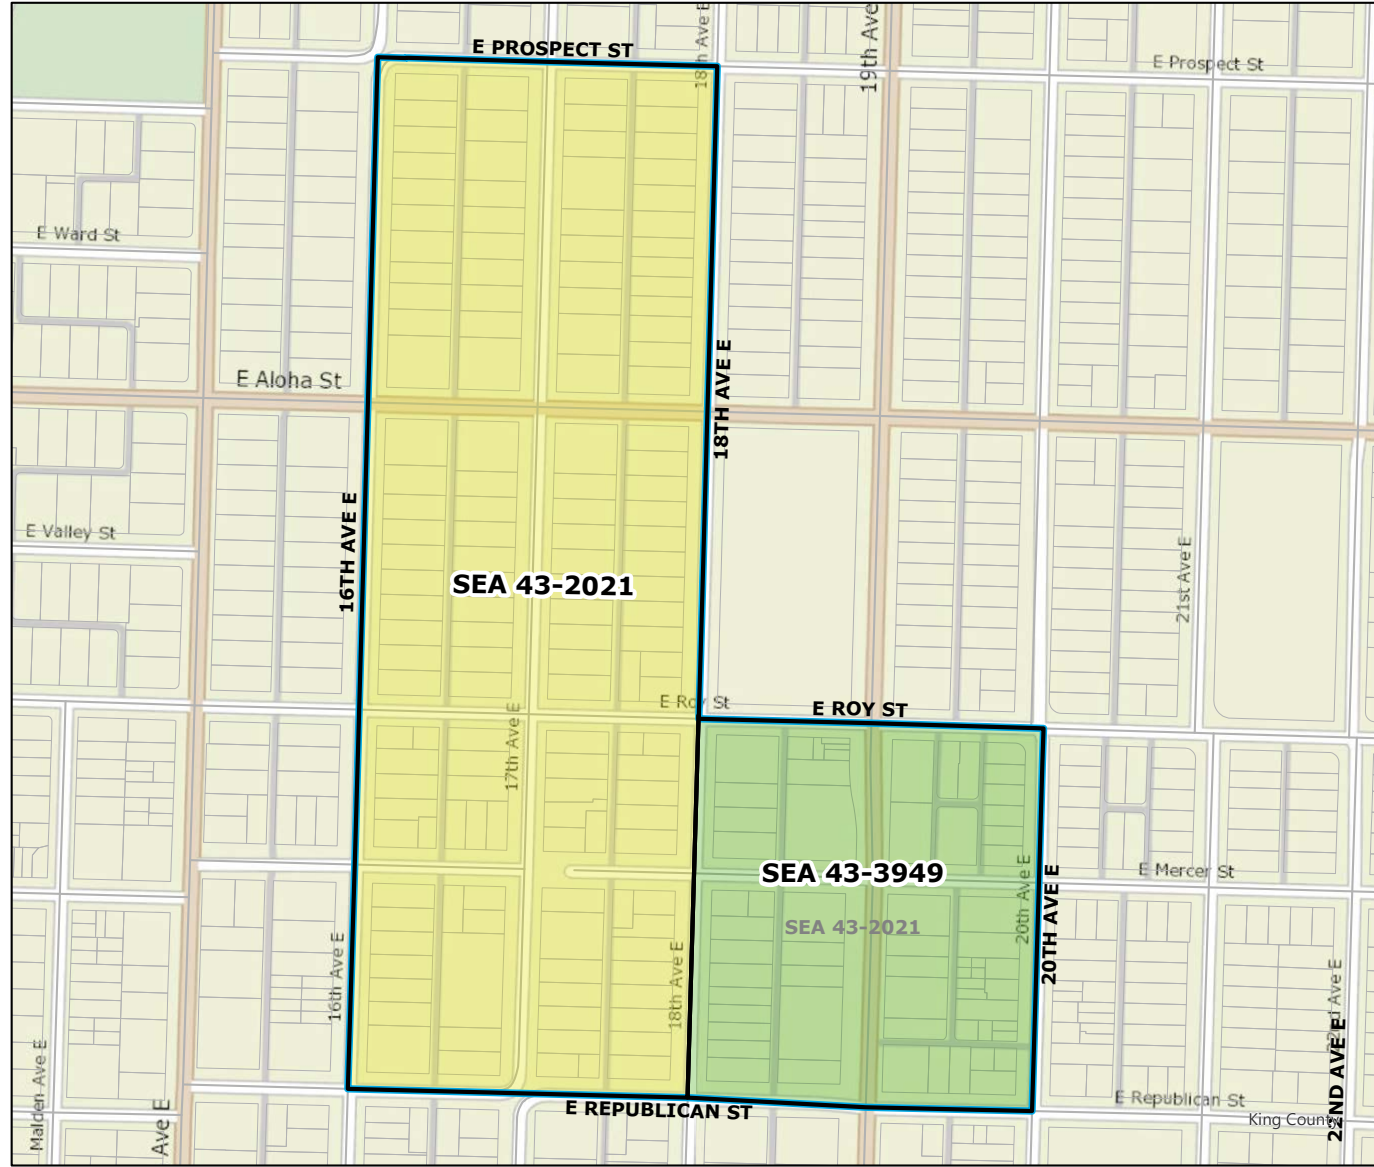 E PROSPECT ST
18th Ave E
19th Ave
E Prospect St
E Ward St
E Aloha St
18TH AVE E
16TH AVE E
E Valley St
21st Ave E
SEA 43-2021
E Roy St
E ROY ST
17th Ave E
SEA 43-3949
E Mercer St
SEA 43-2021
20th Ave E
20TH AVE E
16th Ave E
18th Ave E
22nd Ave E
22ND AVE E
Malden Ave E
Ave E
E REPUBLICAN ST
E Republican St
King County